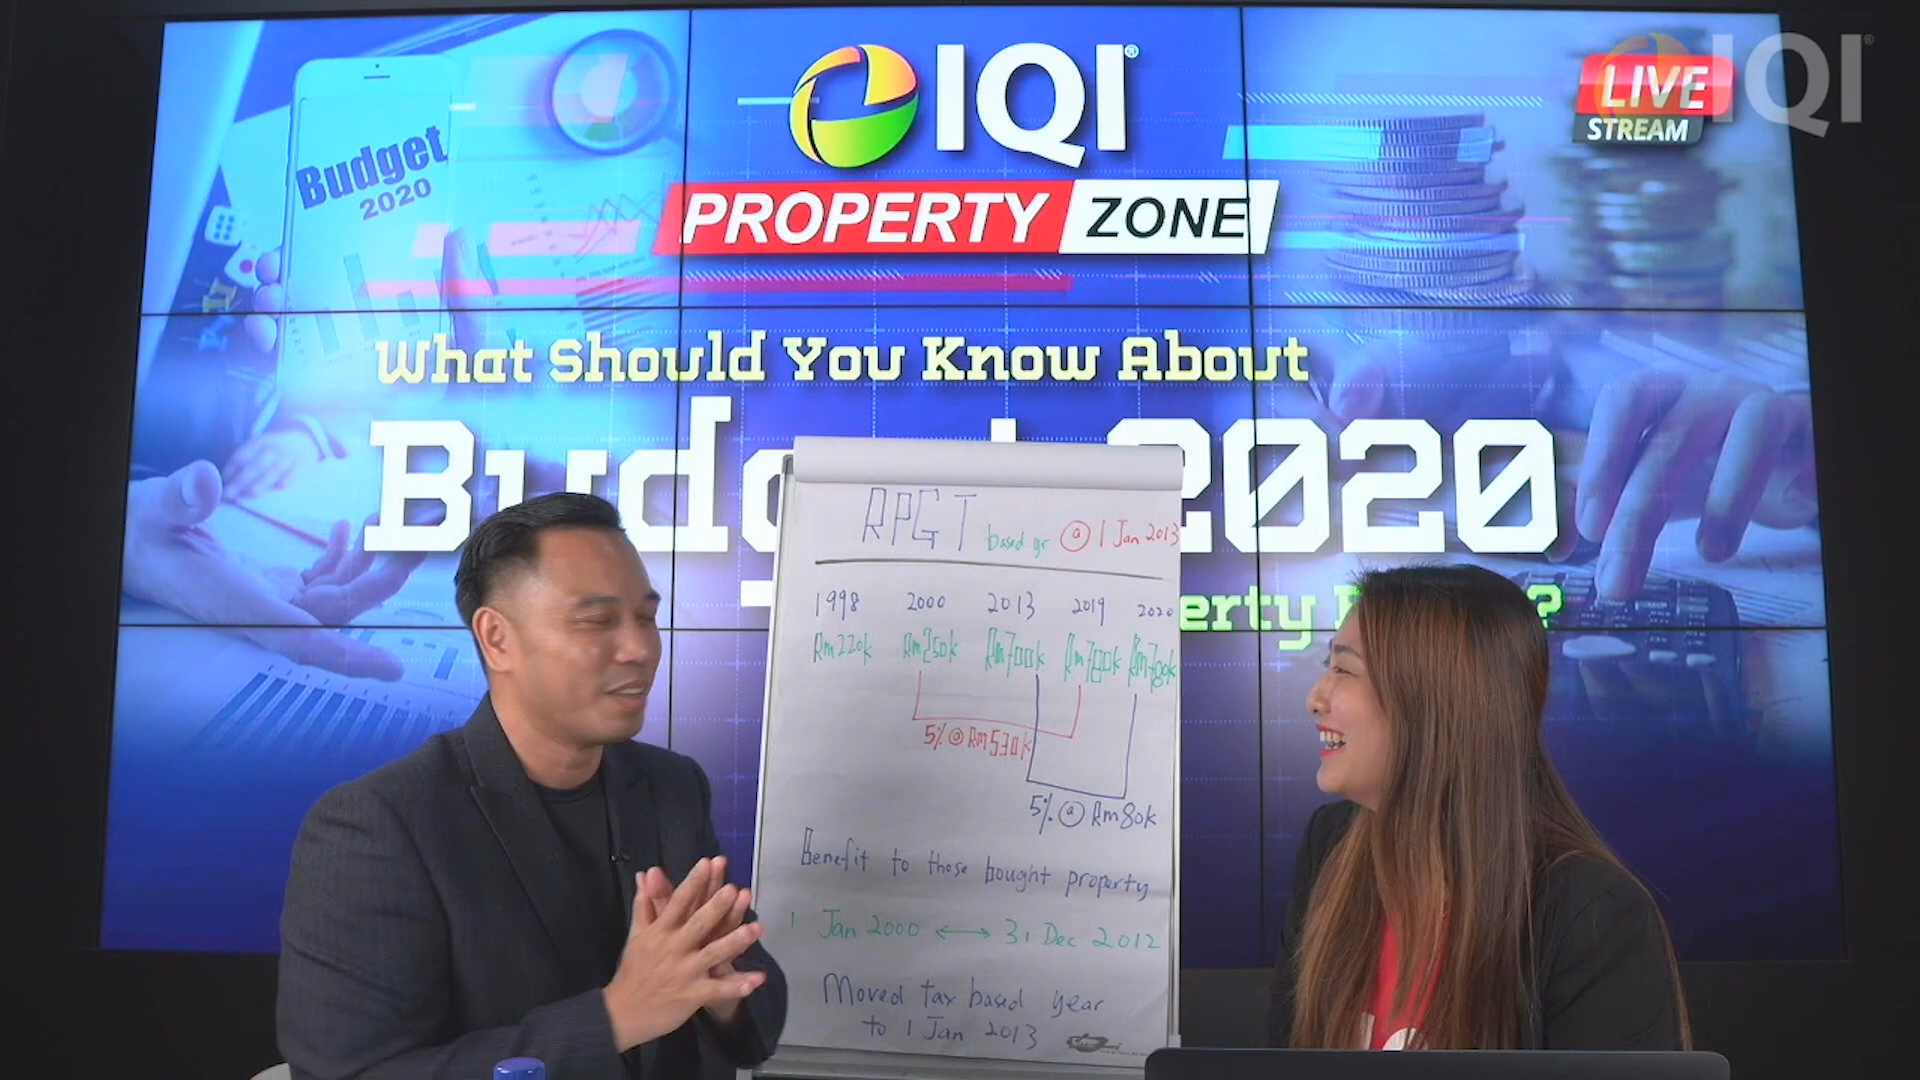 IQI®
LIVE
STREAM
IQI®
Budget
2020
PROPERTY ZONE
What Should You Know About
2020
RPGT based yr @ 1 Jan 2013
1998 2000 2013 2019 2020
Rm220k Rm250k Rm700k Rm780k Rm780k
5% @ Rm530k
5% @ Rm80k
Benefit to those bought property
1 Jan 2000 ↔ 31 Dec 2012
Moved tax based year
to 1 Jan 2013